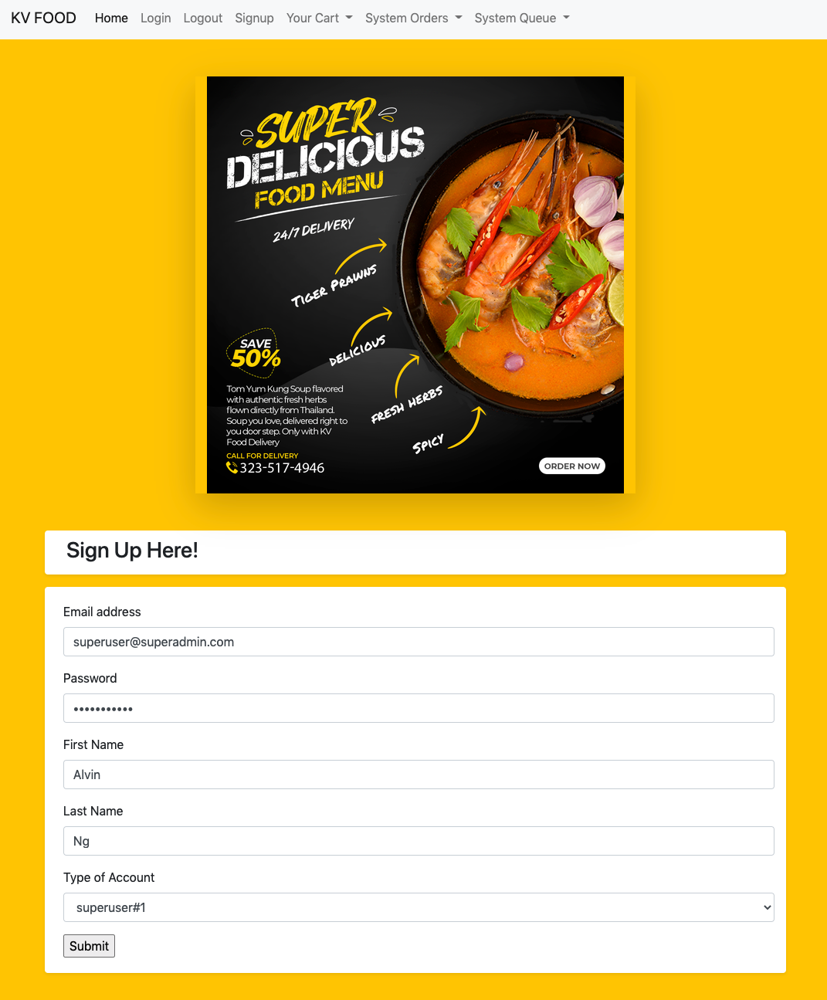 KV FOOD Home Login Logout Signup Your Cart System Orders System Queue
SUPER
DELICIOUS
FOOD MENU
24/7 DELIVERY
TIGER PRAWNS
DELICIOUS
FRESH HERBS
SPICY
SAVE
50%
Tom Yum Kung Soup flavored
with authentic fresh herbs
flown directly from Thailand.
Soup you love, delivered right to
you door step. Only with KV
Food Delivery
CALL FOR DELIVERY
323-517-4946
ORDER NOW
Sign Up Here!
Email address
superuser@superadmin.com
Password
•••••••••••
First Name
Alvin
Last Name
Ng
Type of Account
superuser#1
Submit